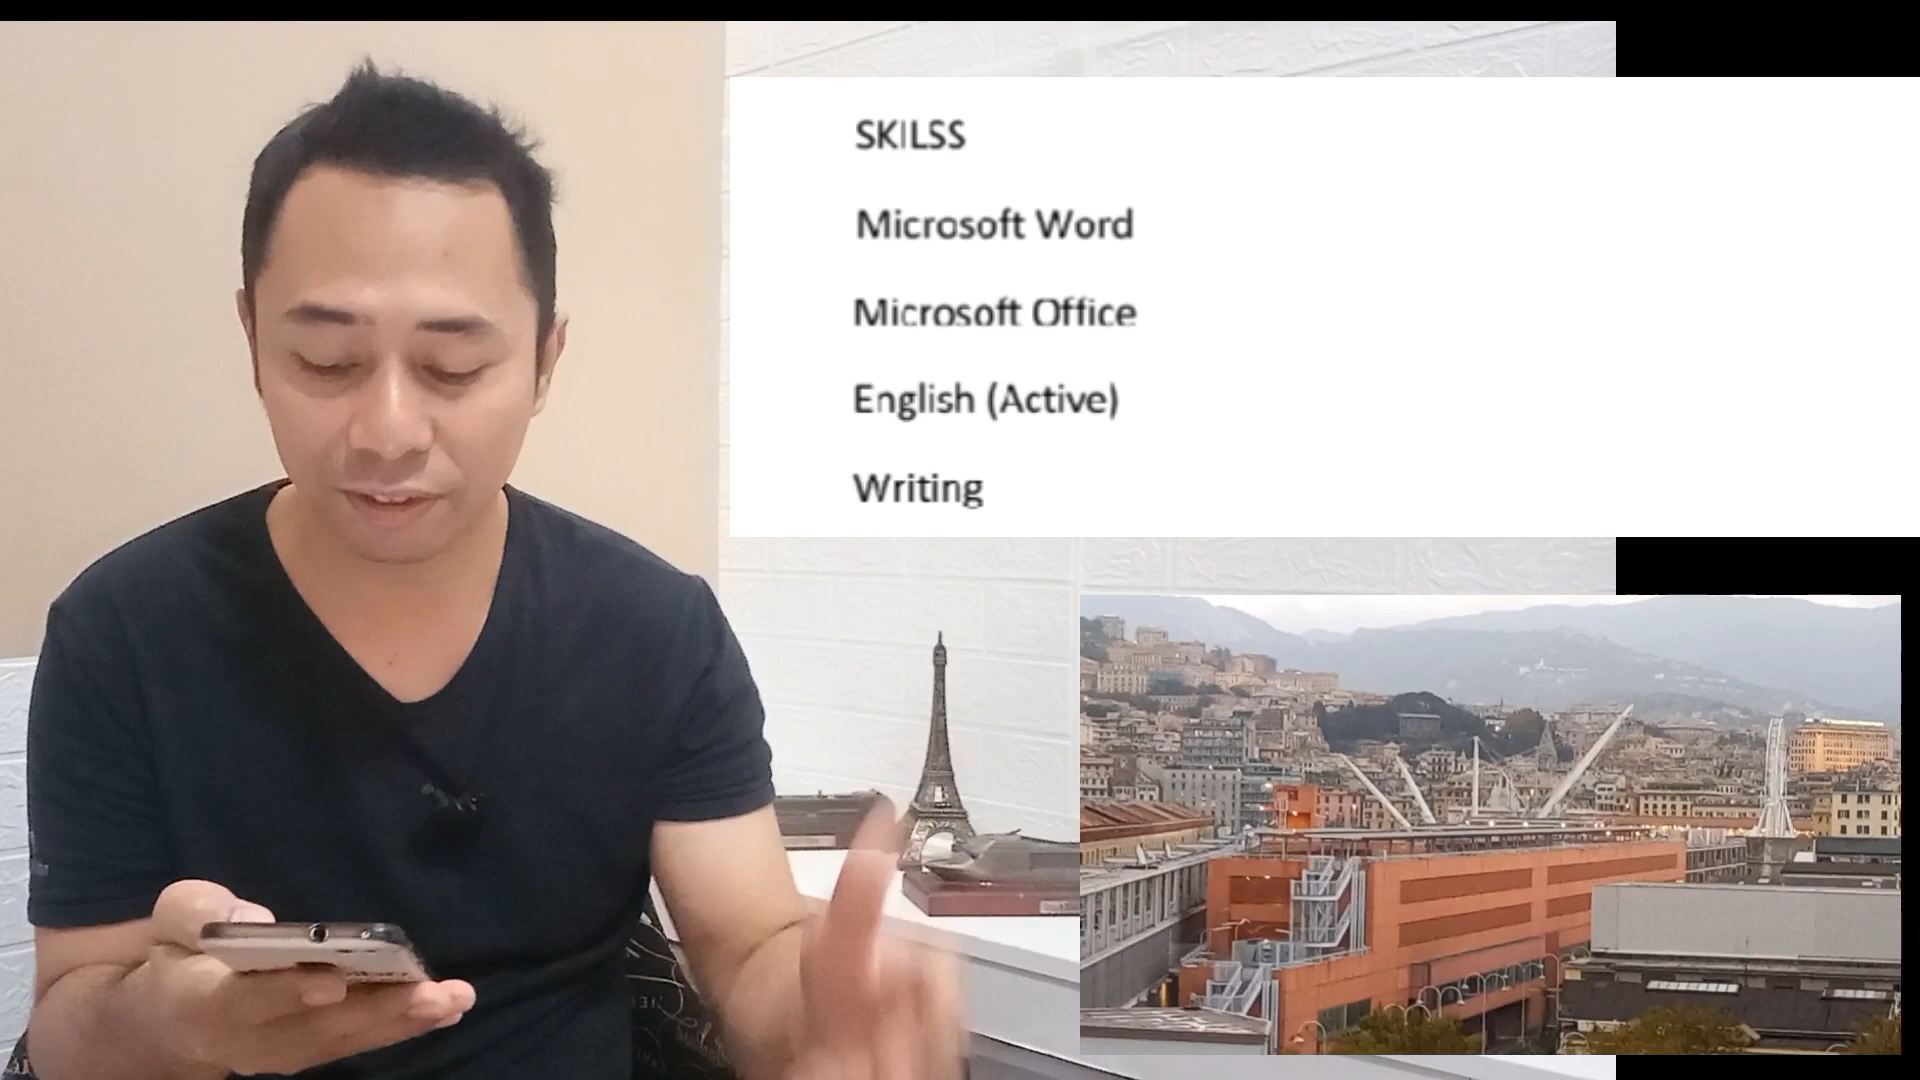 SKILSS
Microsoft Word
Microsoft Office
English (Active)
Writing